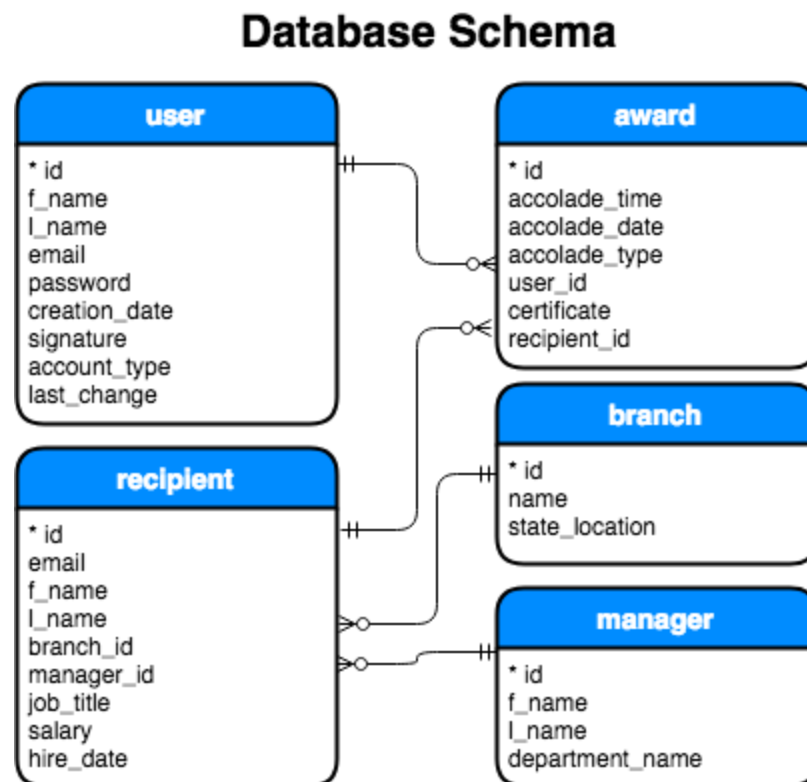 Database Schema
user
* id
f_name
l_name
email
password
creation_date
signature
account_type
last_change
award
* id
accolade_time
accolade_date
accolade_type
user_id
certificate
recipient_id
recipient
* id
email
f_name
l_name
branch_id
manager_id
job_title
salary
hire_date
branch
* id
name
state_location
manager
* id
f_name
l_name
department_name